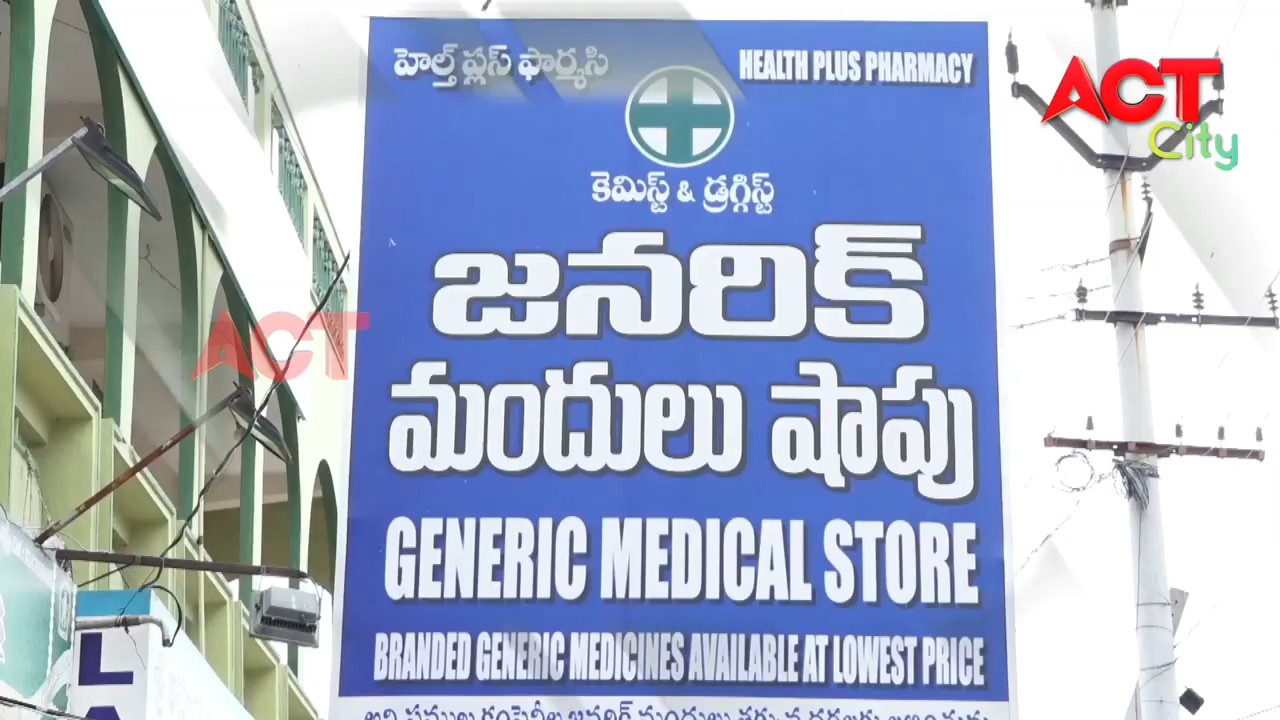 హెల్త్ ప్లస్ ఫార్మసి
HEALTH PLUS PHARMACY
ACT
City
కెమిస్ట్ & డ్రగ్గిస్ట్
జనరిక్
ACT
మందులు షాపు
GENERIC MEDICAL STORE
BRANDED GENERIC MEDICINES AVAILABLE AT LOWEST PRICE